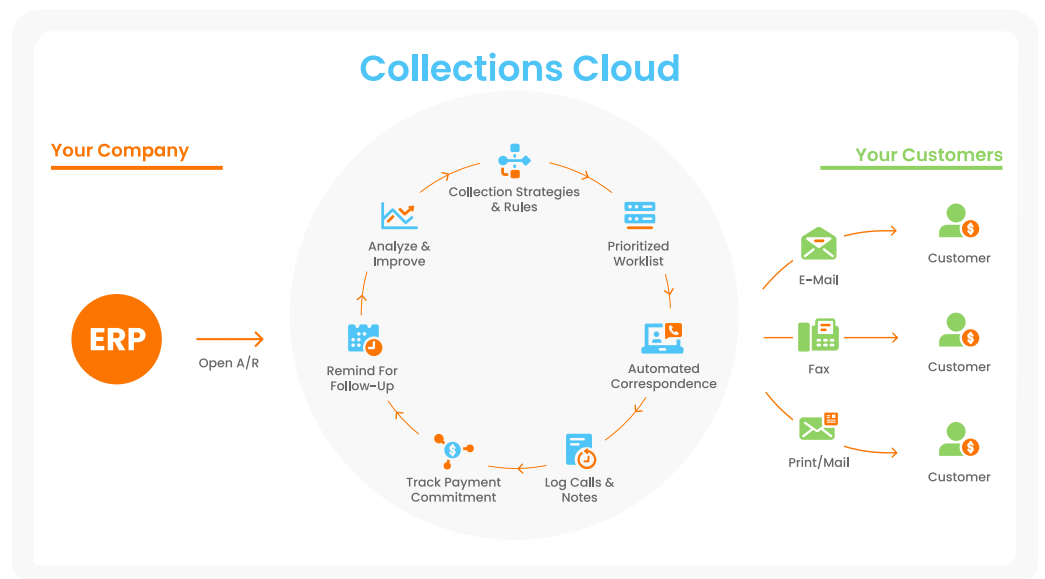 Collections Cloud
Your Company
ERP
Open A/R
Collection Strategies
& Rules
Prioritized
Worklist
Automated
Correspondence
Log Calls &
Notes
Track Payment
Commitment
Remind For
Follow-Up
Analyze &
Improve
Your Customers
E-Mail
Customer
Fax
Customer
Print/Mail
Customer